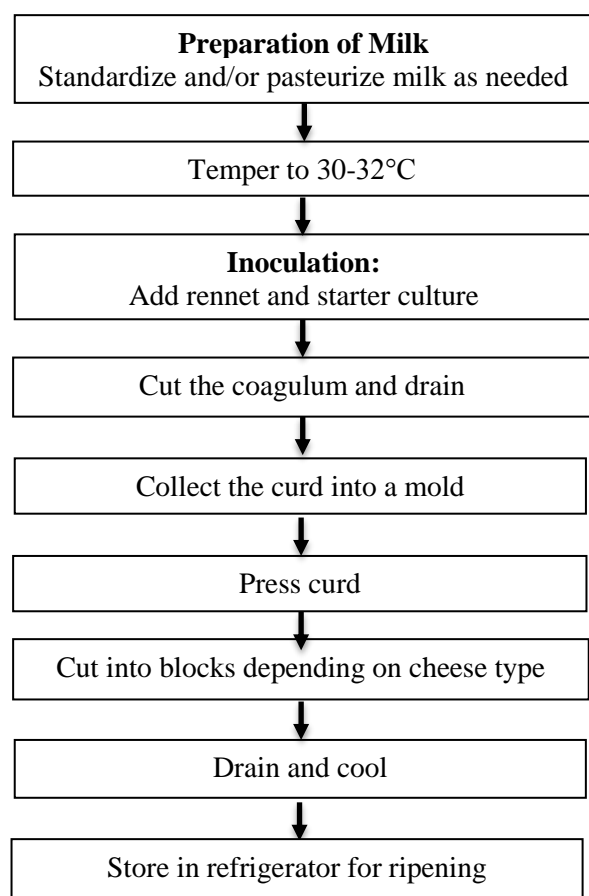 Preparation of Milk
Standardize and/or pasteurize milk as needed
Temper to 30-32°C
Inoculation:
Add rennet and starter culture
Cut the coagulum and drain
Collect the curd into a mold
Press curd
Cut into blocks depending on cheese type
Drain and cool
Store in refrigerator for ripening